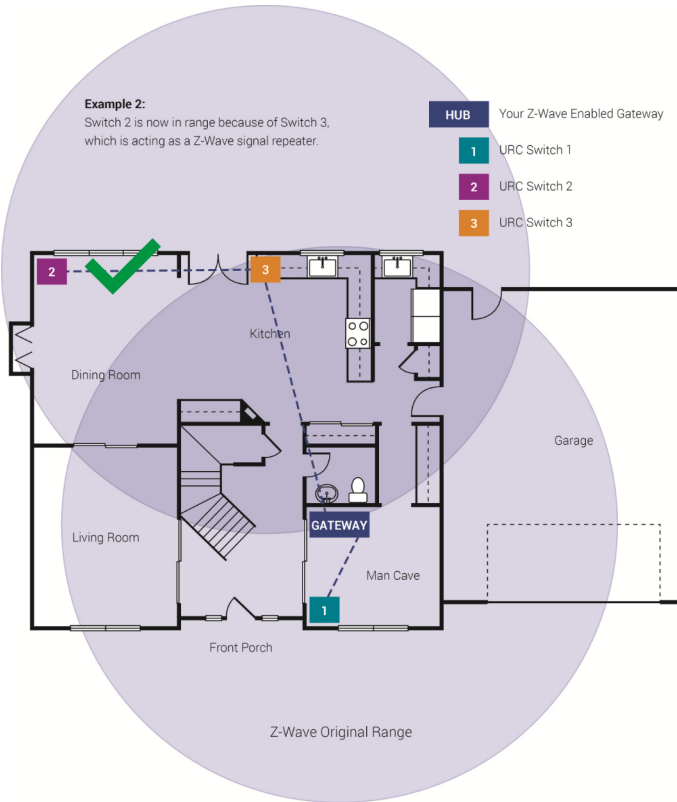 Example 2:
Switch 2 is now in range because of Switch 3,
which is acting as a Z-Wave signal repeater.
HUB Your Z-Wave Enabled Gateway
1 URC Switch 1
2 URC Switch 2
3 URC Switch 3
2
3
Kitchen
Dining Room
Garage
GATEWAY
Living Room
Man Cave
1
Front Porch
Z-Wave Original Range